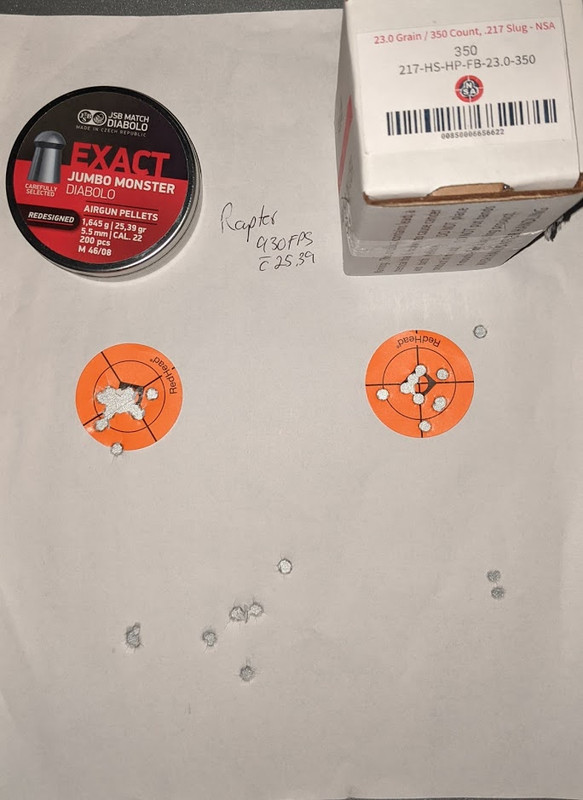 JSB MATCH
DIABOLO
MADE IN CZECH REPUBLIC
EXACT
JUMBO MONSTER
DIABOLO
CAREFULLY
SELECTED
REDESIGNED
AIRGUN PELLETS
1,645 g | 25,39 gr
5.5 mm | CAL. 22
200 pcs
M 46/08
23.0 Grain / 350 Count, .217 Slug - NSA
350
217-HS-HP-FB-23.0-350
NSA
00850006656622
Rapter
930 FPS
c 25.39
RedHead
RedHead